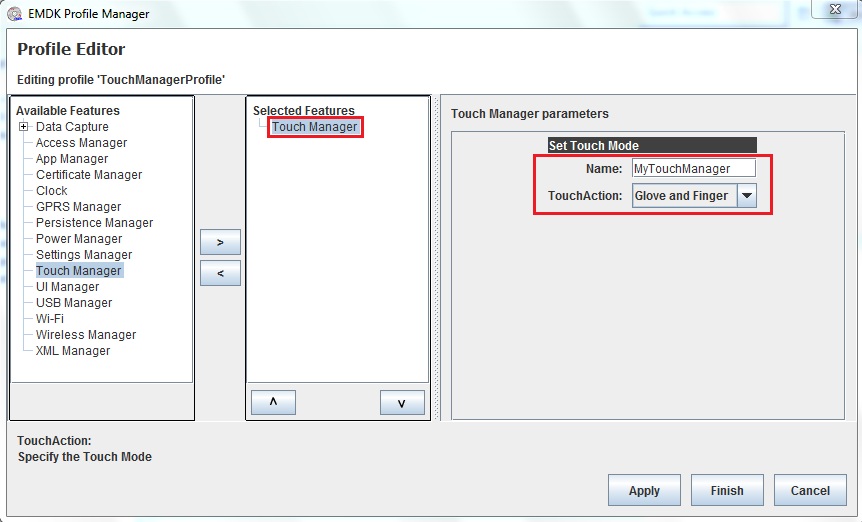 EMDK Profile Manager
Profile Editor
Editing profile 'TouchManagerProfile'
Available Features
Data Capture
Access Manager
App Manager
Certificate Manager
Clock
GPRS Manager
Persistence Manager
Power Manager
Settings Manager
Touch Manager
UI Manager
USB Manager
Wi-Fi
Wireless Manager
XML Manager
>
<
Selected Features
Touch Manager
Touch Manager parameters
Set Touch Mode
Name: MyTouchManager
TouchAction: Glove and Finger
TouchAction:
Specify the Touch Mode
Apply Finish Cancel